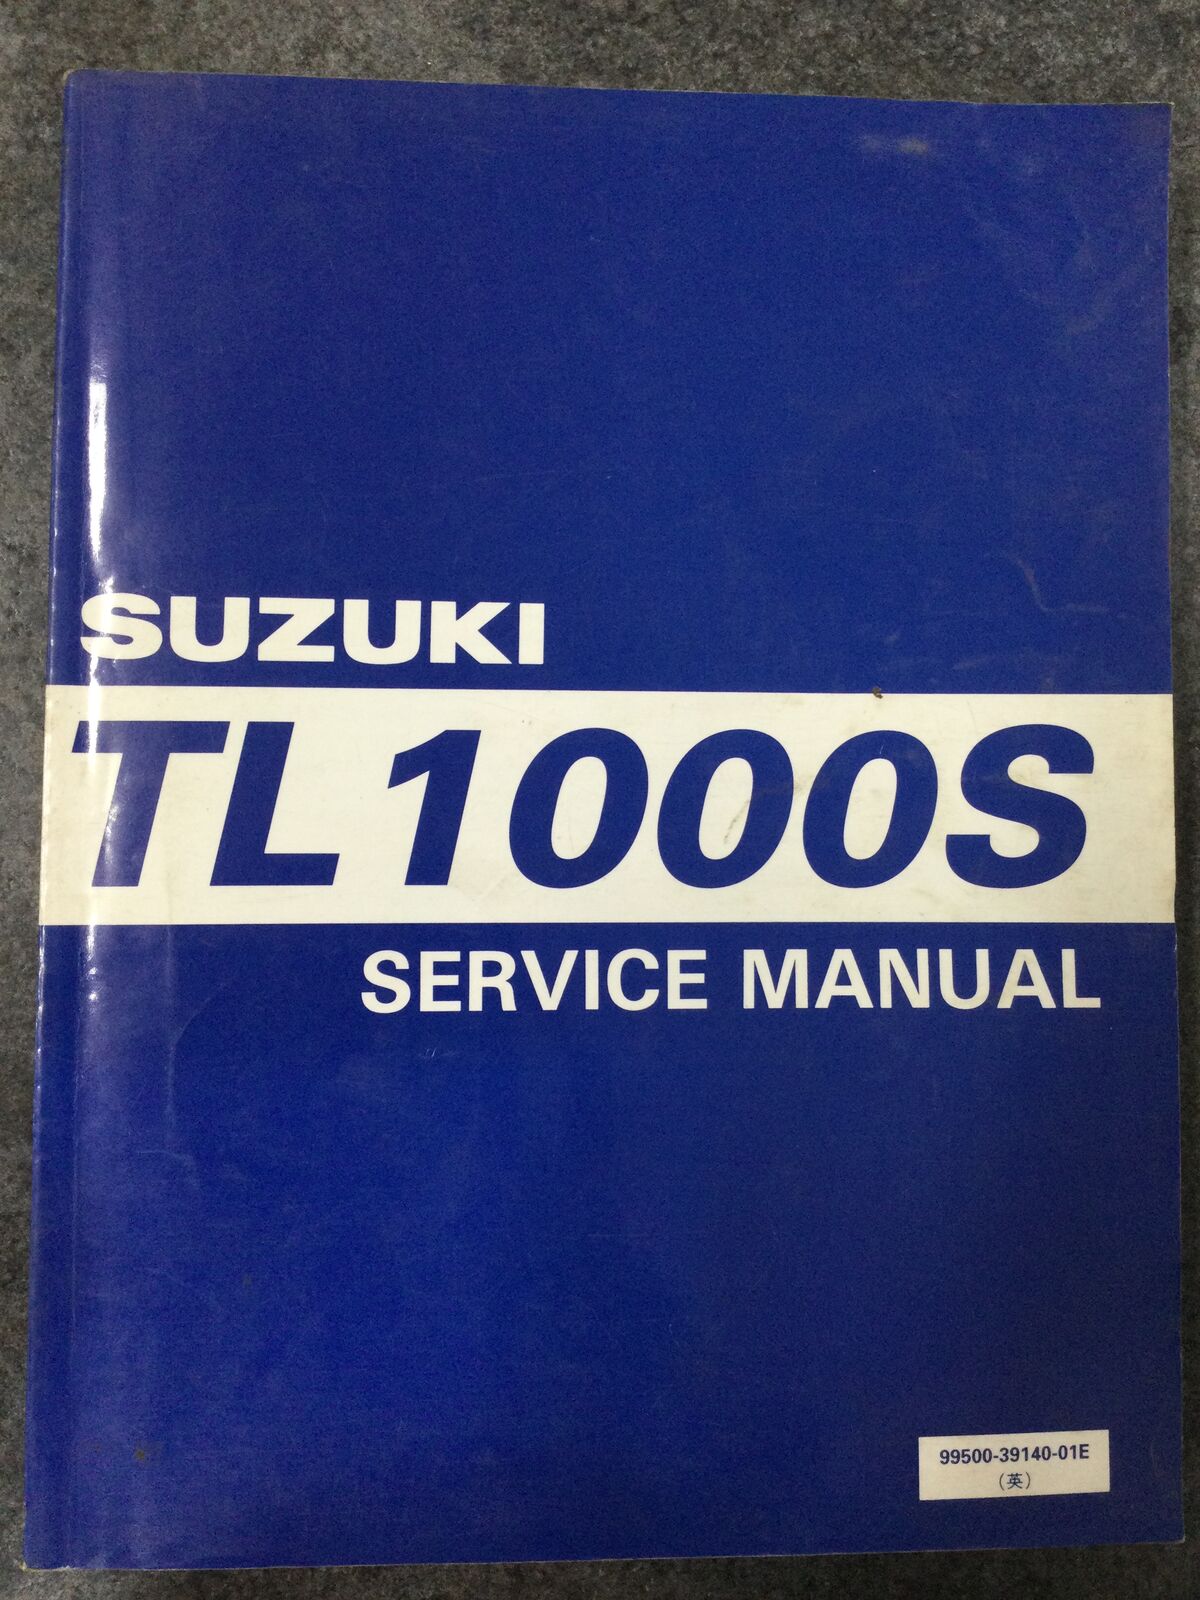 SUZUKI
TL1000S
SERVICE MANUAL
99500-39140-01E
(英)